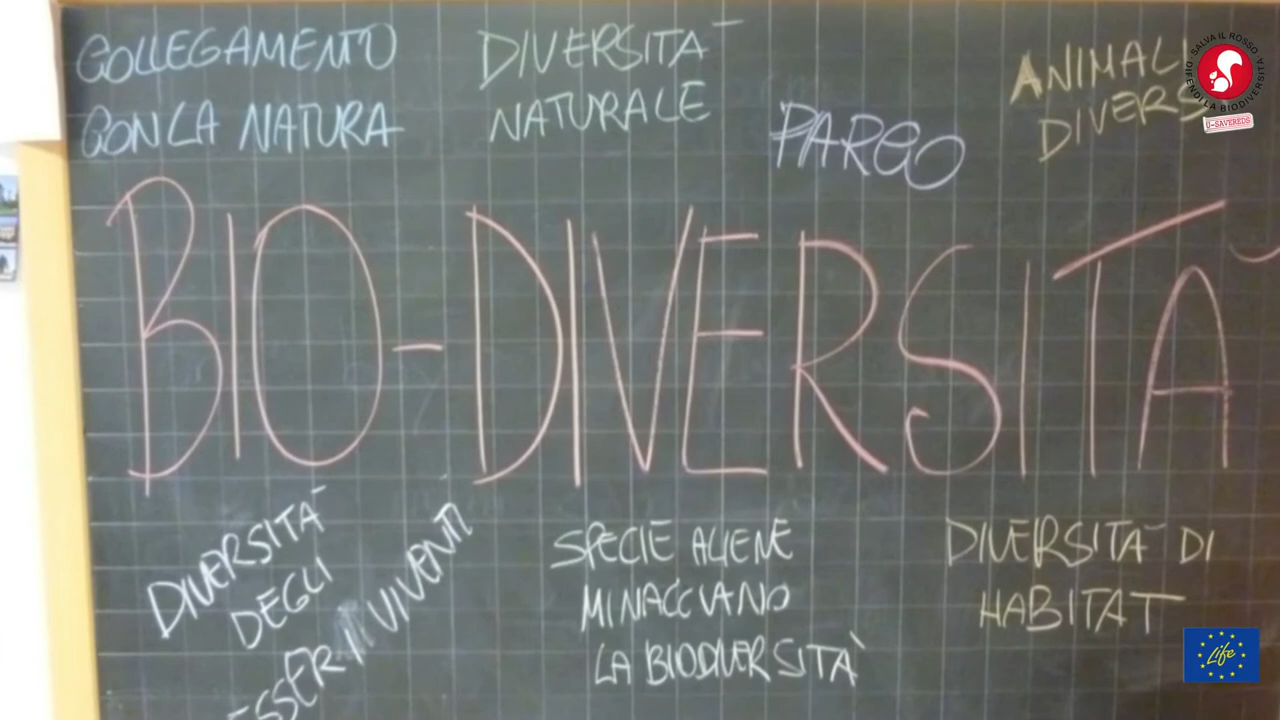 COLLEGAMENTO
CON LA NATURA
DIVERSITÀ
NATURALE
PARCO
ANIMALI
DIVERSI
SALVA IL ROSSO
DIFENDI LA BIODIVERSITÀ
U-SAVEREDS
BIO-DIVERSITÀ
DIVERSITÀ
DEGLI
ESSERI VIVENTI
SPECIE ALIENE
MINACCIANO
LA BIODIVERSITÀ
DIVERSITÀ DI
HABITAT
Life